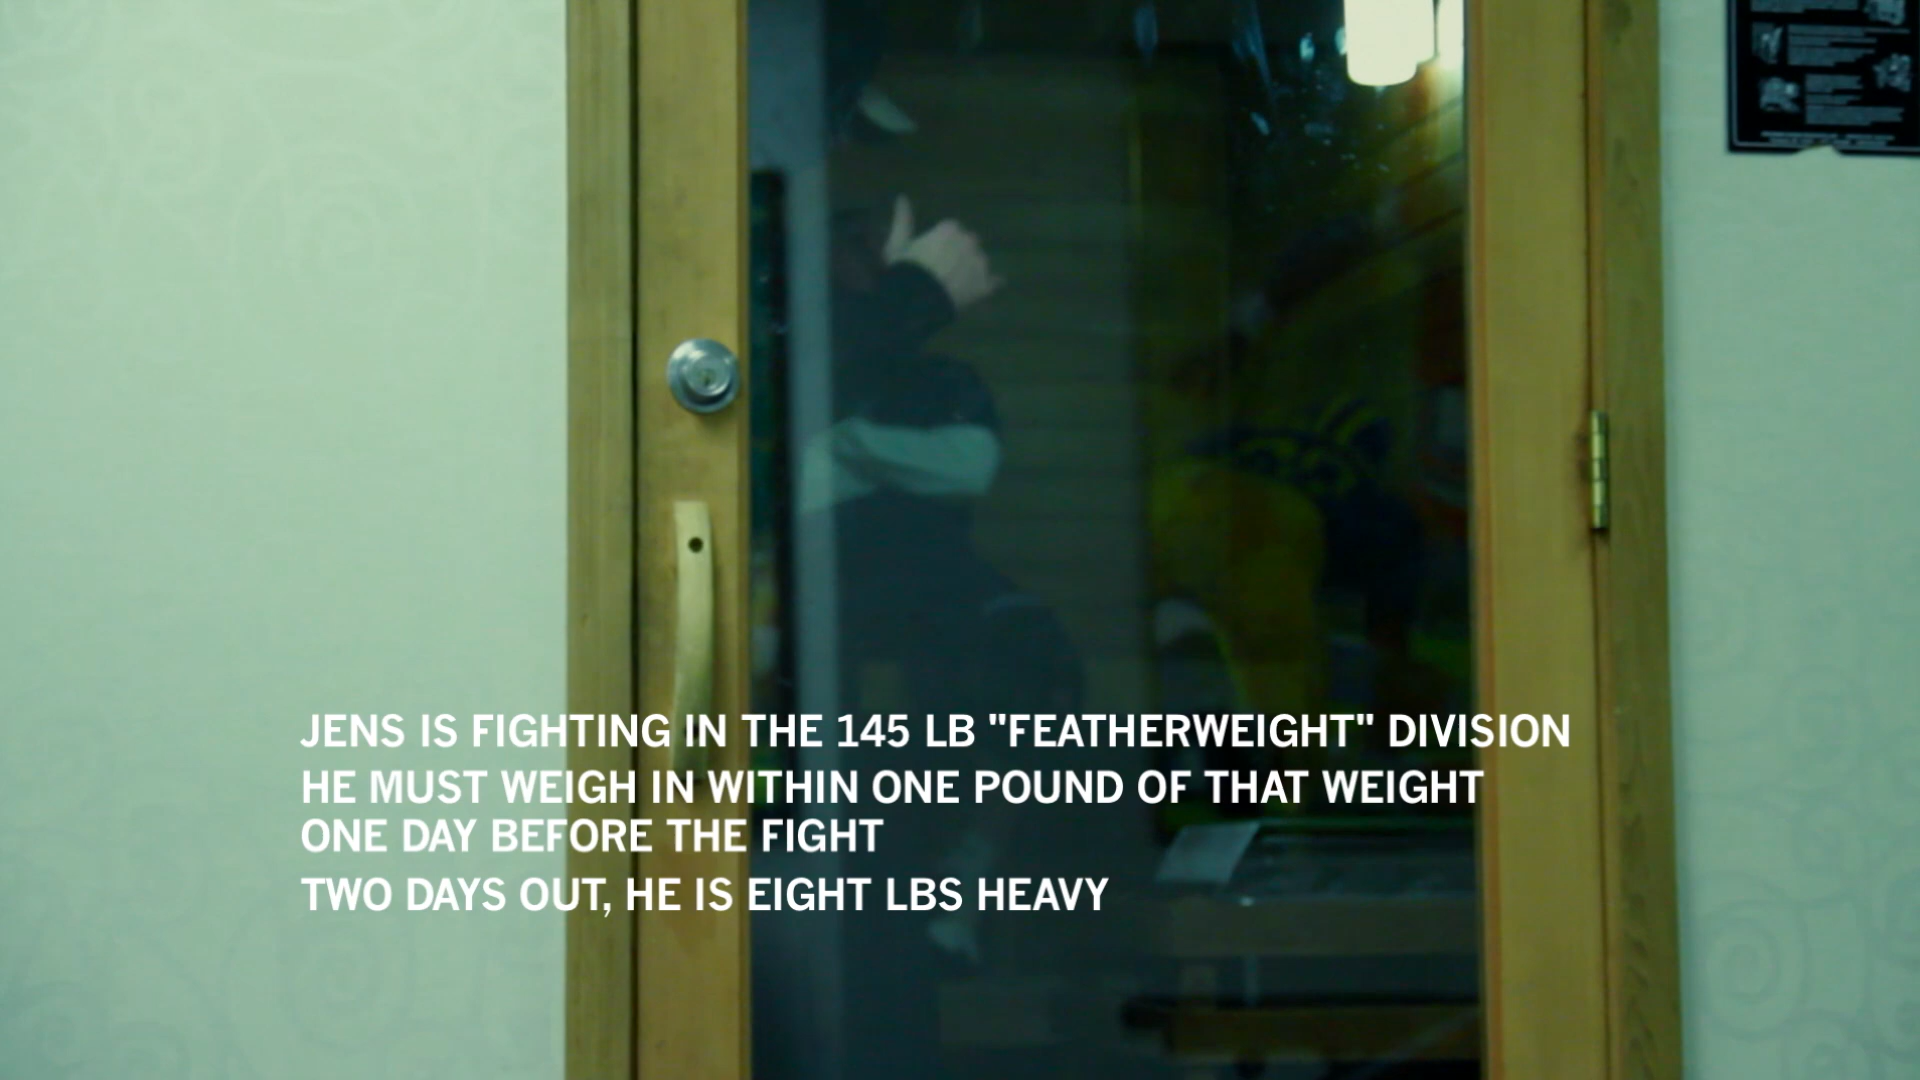 JENS IS FIGHTING IN THE 145 LB "FEATHERWEIGHT" DIVISION
HE MUST WEIGH IN WITHIN ONE POUND OF THAT WEIGHT
ONE DAY BEFORE THE FIGHT
TWO DAYS OUT, HE IS EIGHT LBS HEAVY